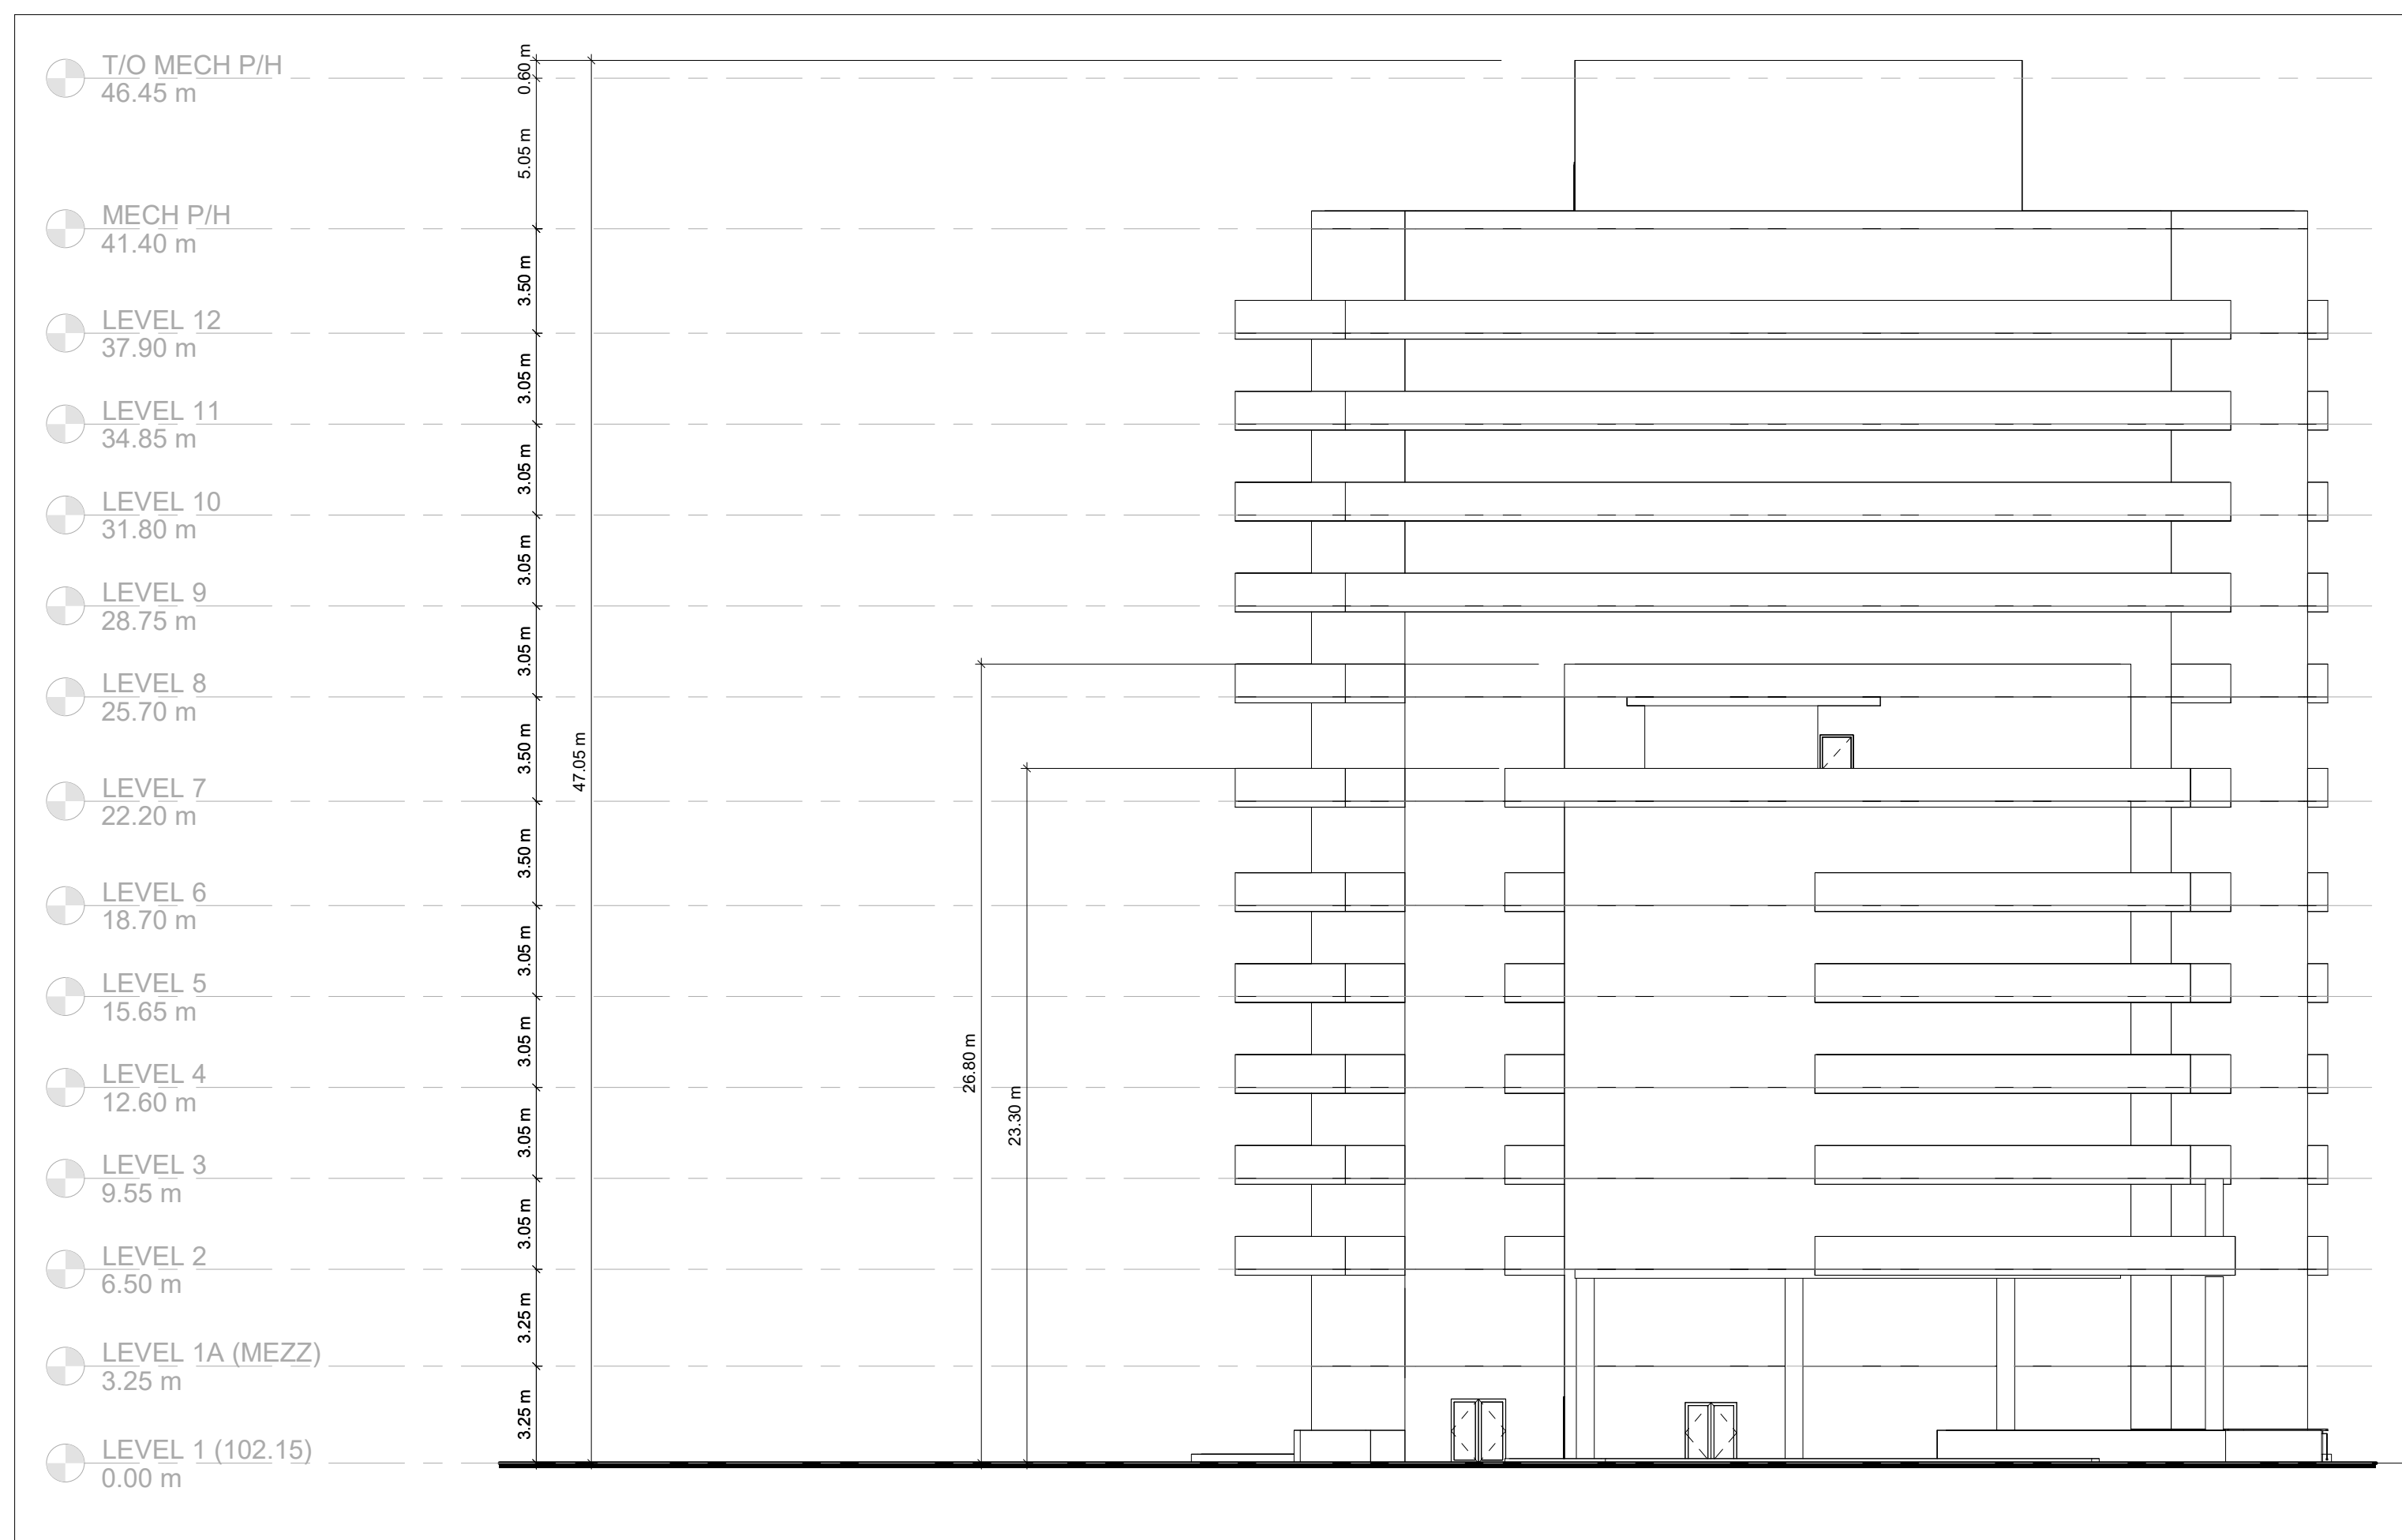 T/O MECH P/H
46.45 m
MECH P/H
41.40 m
LEVEL 12
37.90 m
LEVEL 11
34.85 m
LEVEL 10
31.80 m
LEVEL 9
28.75 m
LEVEL 8
25.70 m
LEVEL 7
22.20 m
LEVEL 6
18.70 m
LEVEL 5
15.65 m
LEVEL 4
12.60 m
LEVEL 3
9.55 m
LEVEL 2
6.50 m
LEVEL 1A (MEZZ)
3.25 m
LEVEL 1 (102.15)
0.00 m
0.60 m
5.05 m
3.50 m
3.05 m
3.05 m
3.05 m
3.05 m
3.50 m
3.50 m
3.05 m
3.05 m
3.05 m
3.05 m
3.25 m
3.25 m
47.05 m
26.80 m
23.30 m